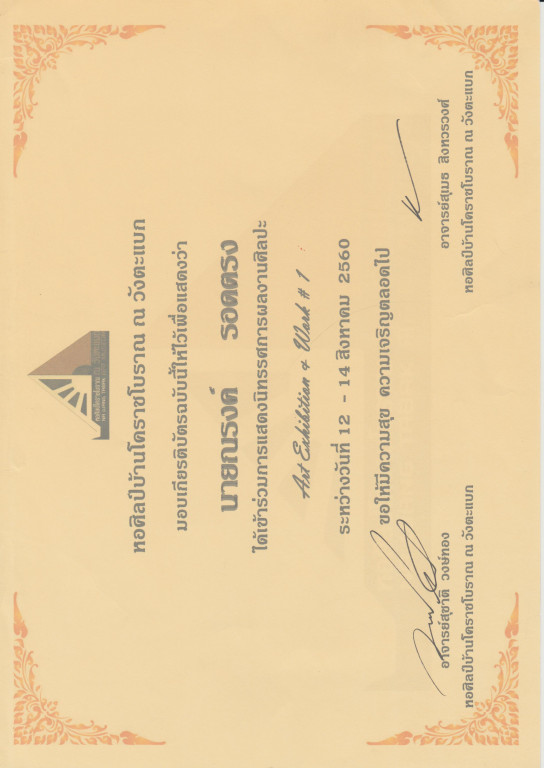 หอศิลป์บ้านโคราชโบราณ ณ วังตะแบก
มอบเกียรติบัตรฉบับนี้ให้ไว้เพื่อแสดงว่า
นายณรงค์ รอดตรง
ได้เข้าร่วมการแสดงนิทรรศการผลงานศิลปะ
Art Exhibition & Work # 1
ระหว่างวันที่ 12 - 14 สิงหาคม 2560
ขอให้มีความสุข ความเจริญตลอดไป
อาจารย์สุชาติ วงษ์ทอง
หอศิลป์บ้านโคราชโบราณ ณ วังตะแบก
อาจารย์สุเมธ สิงหวรวงศ์
หอศิลป์บ้านโคราชโบราณ ณ วังตะแบก